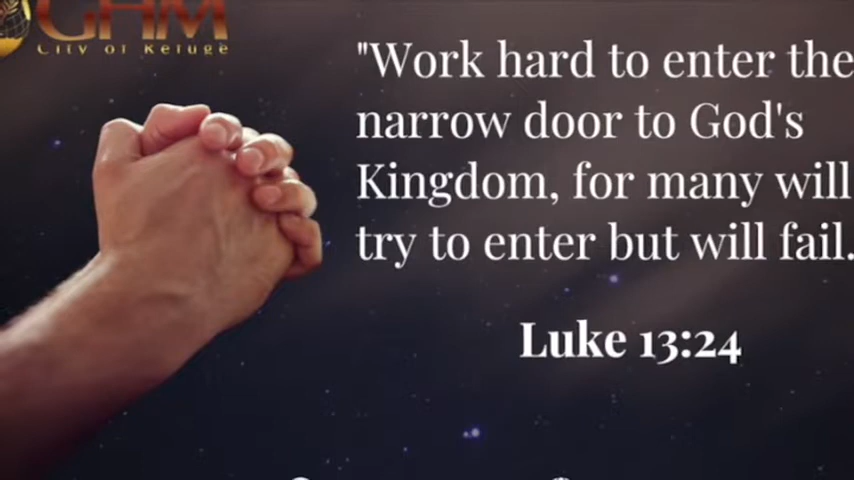 GHM
City of Refuge
"Work hard to enter the
narrow door to God's
Kingdom, for many will
try to enter but will fail.
Luke 13:24